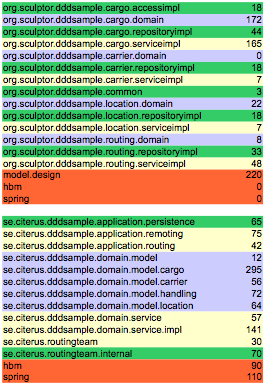 org.sculptor.dddsample.cargo.accessimpl 18
org.sculptor.dddsample.cargo.domain 172
org.sculptor.dddsample.cargo.repositoryimpl 44
org.sculptor.dddsample.cargo.serviceimpl 165
org.sculptor.dddsample.carrier.domain 0
org.sculptor.dddsample.carrier.repositoryimpl 18
org.sculptor.dddsample.carrier.serviceimpl 7
org.sculptor.dddsample.common 3
org.sculptor.dddsample.location.domain 22
org.sculptor.dddsample.location.repositoryimpl 18
org.sculptor.dddsample.location.serviceimpl 7
org.sculptor.dddsample.routing.domain 8
org.sculptor.dddsample.routing.repositoryimpl 33
org.sculptor.dddsample.routing.serviceimpl 48
model.design 220
hbm 0
spring 0
se.citerus.dddsample.application.persistence 65
se.citerus.dddsample.application.remoting 75
se.citerus.dddsample.application.routing 42
se.citerus.dddsample.domain.model 12
se.citerus.dddsample.domain.model.cargo 295
se.citerus.dddsample.domain.model.carrier 56
se.citerus.dddsample.domain.model.handling 72
se.citerus.dddsample.domain.model.location 64
se.citerus.dddsample.domain.service 57
se.citerus.dddsample.domain.service.impl 141
se.citerus.routingteam 30
se.citerus.routingteam.internal 70
hbm 90
spring 110